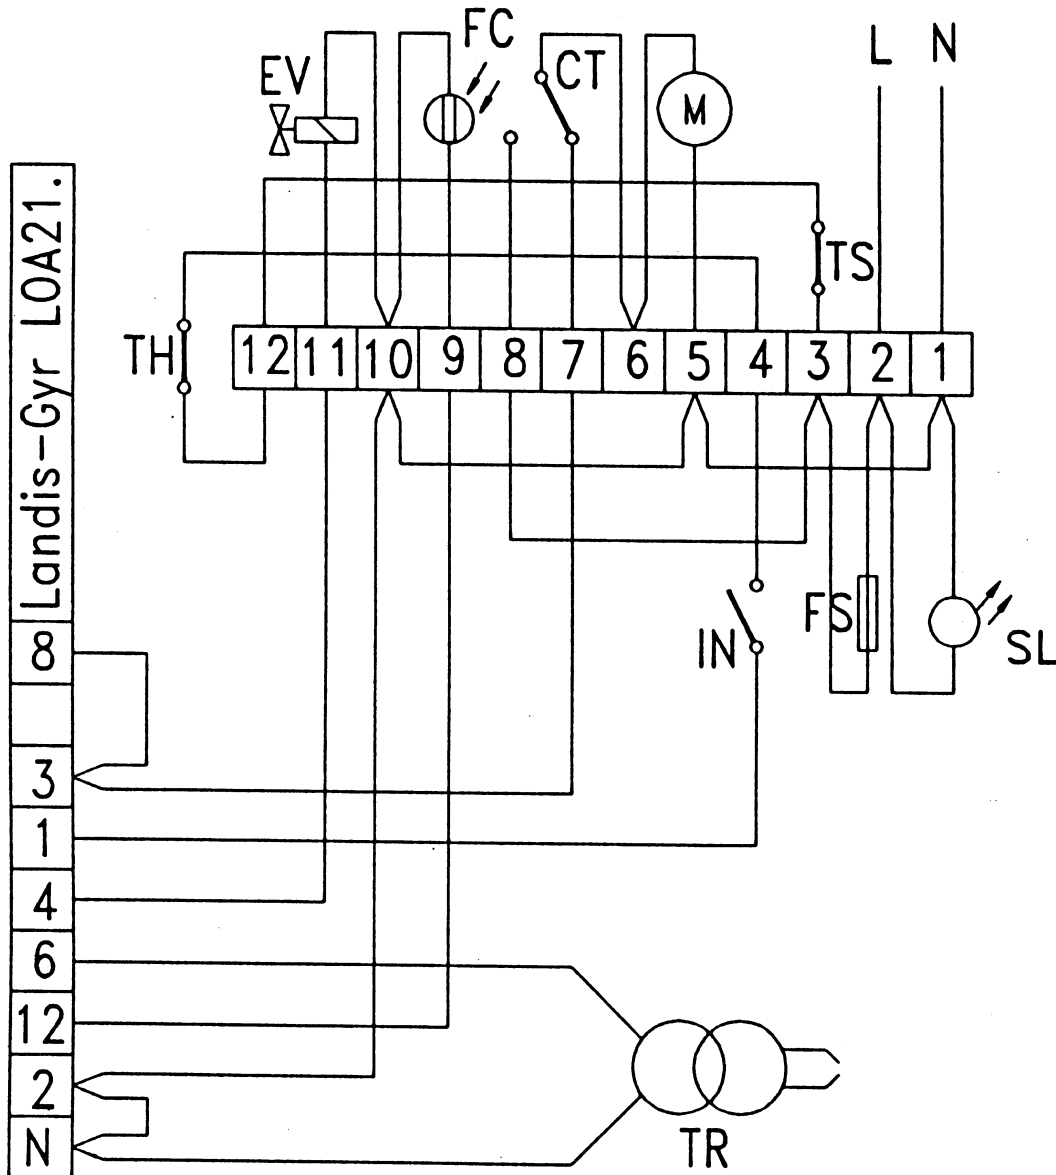 FC
CT
L N
EV
M
TS
TH
12 11 10 9 8 7 6 5 4 3 2 1
Landis-Gyr LOA21.
FS
IN
SL
8
3
1
4
6
12
2
N
TR